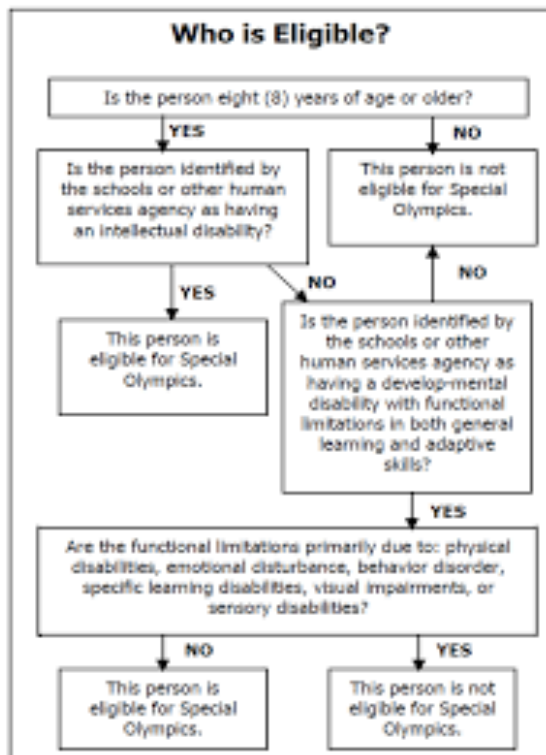 Who is Eligible?
Is the person eight (8) years of age or older?
YES
NO
Is the person identified by
the schools or other human
services agency as having
an intellectual disability?
This person is not
eligible for Special
Olympics.
YES
NO
NO
This person is
eligible for Special
Olympics.
Is the person identified by
the schools or other
human services agency as
having a develop-mental
disability with functional
limitations in both general
learning and adaptive
skills?
YES
Are the functional limitations primarily due to: physical
disabilities, emotional disturbance, behavior disorder,
specific learning disabilities, visual impairments, or
sensory disabilities?
NO
YES
This person is
eligible for Special
Olympics.
This person is not
eligible for Special
Olympics.